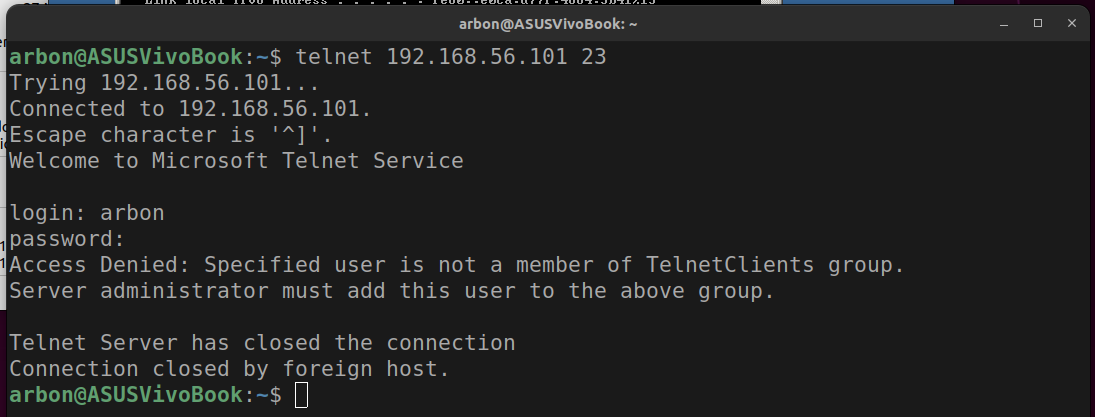 arbon@ASUSVivoBook: ~
arbon@ASUSVivoBook:~$ telnet 192.168.56.101 23
Trying 192.168.56.101...
Connected to 192.168.56.101.
Escape character is '^]'.
Welcome to Microsoft Telnet Service
login: arbon
password:
Access Denied: Specified user is not a member of TelnetClients group.
Server administrator must add this user to the above group.
Telnet Server has closed the connection
Connection closed by foreign host.
arbon@ASUSVivoBook:~$